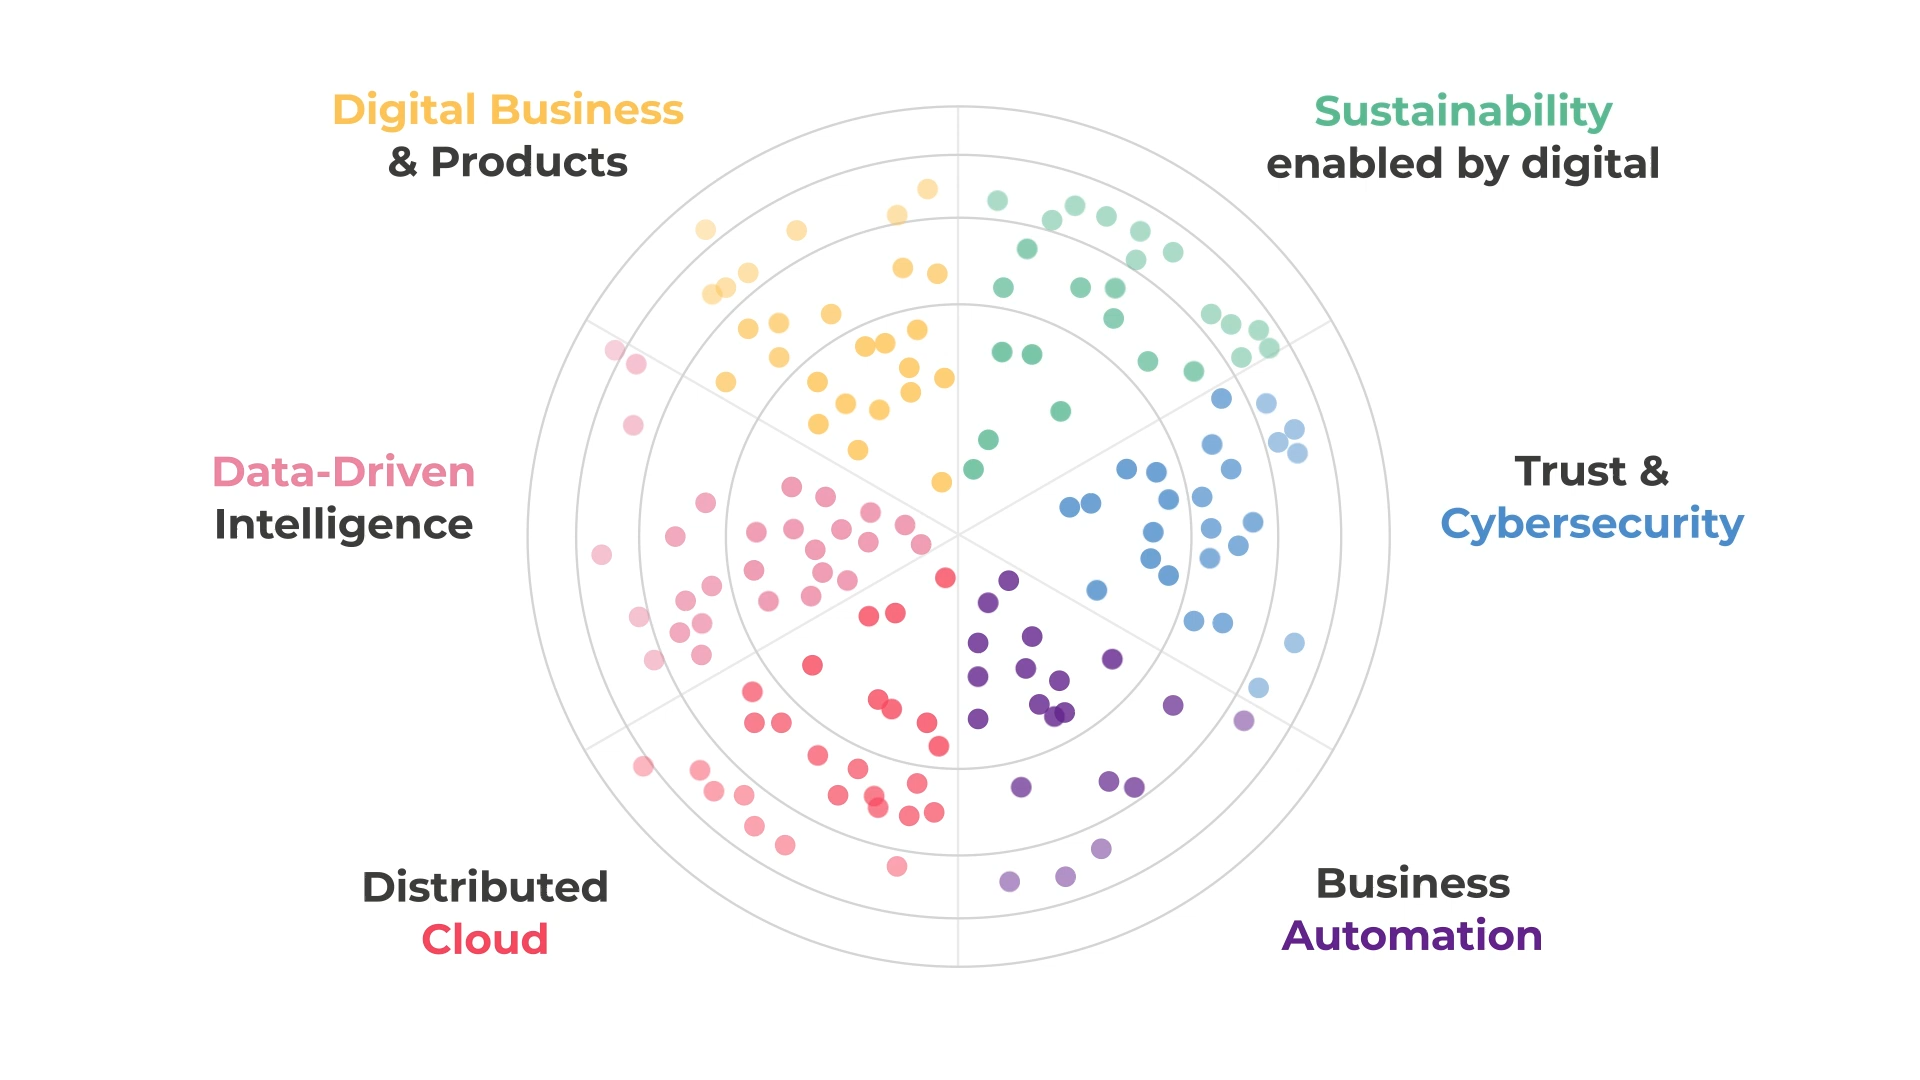 Digital Business
& Products
Sustainability
enabled by digital
Data-Driven
Intelligence
Trust &
Cybersecurity
Distributed
Cloud
Business
Automation